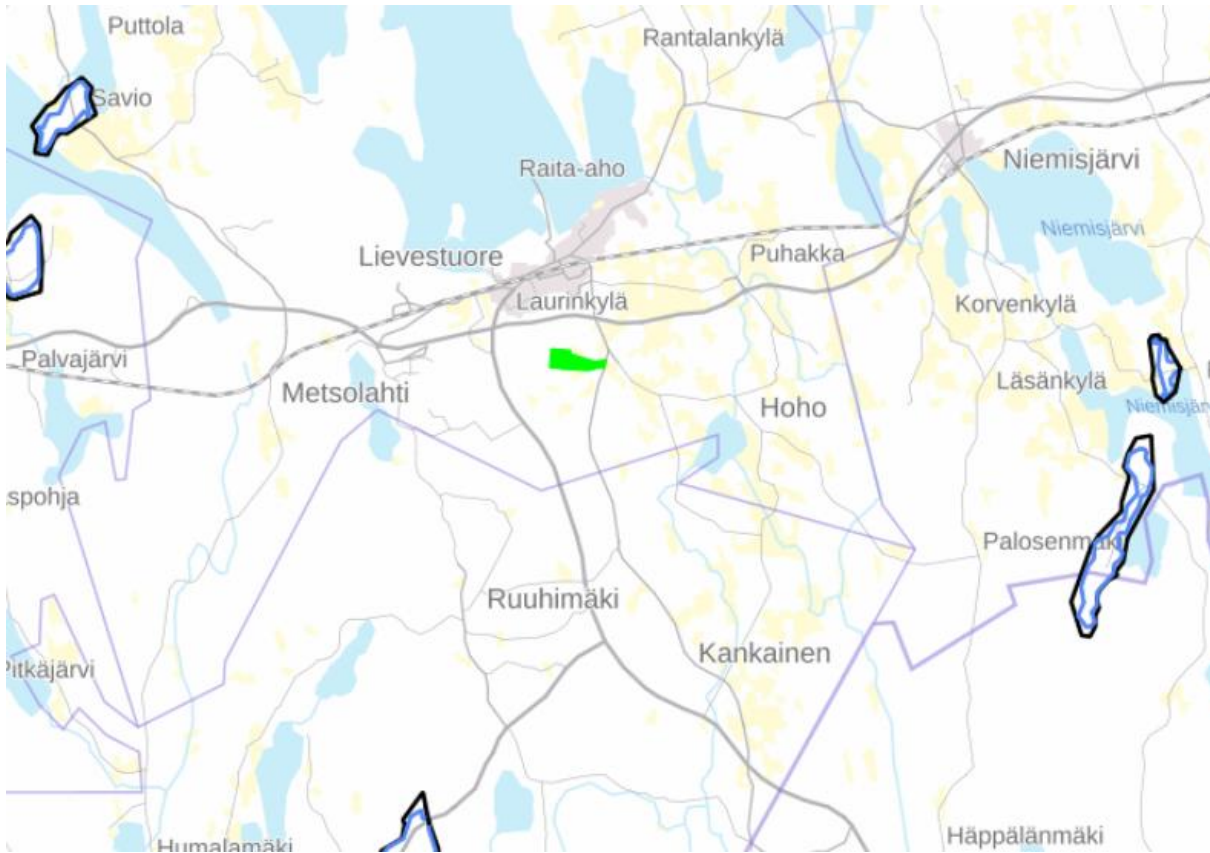 Puttola
Rantalankylä
Savio
Niemisjärvi
Raita-aho
Niemisjärvi
Lievestuore
Puhakka
Laurinkylä
Korvenkylä
Palvajärvi
Metsolahti
Läsänkylä
Hoho
Niemisjär
spohja
Palosenmäki
Ruuhimäki
Kankainen
Pitkäjärvi
Häppälänmäki
Humalamäki